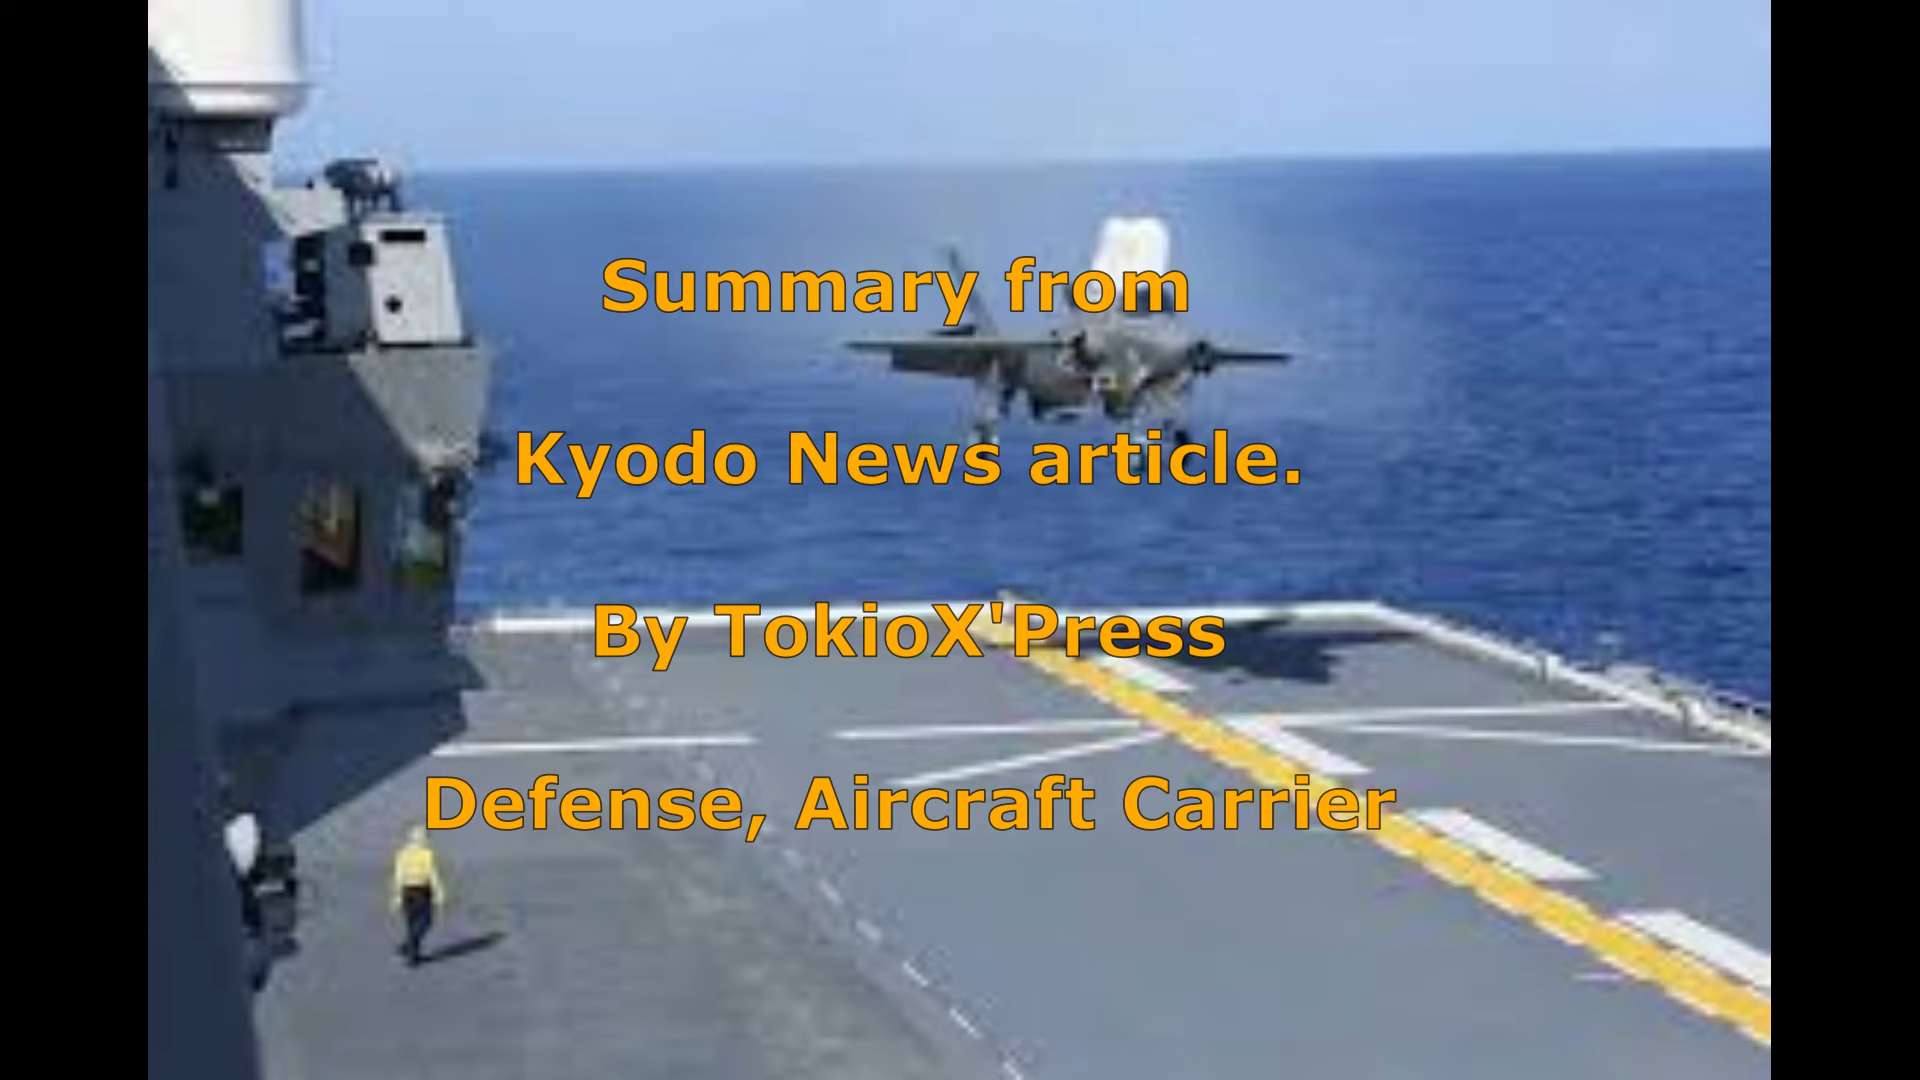 Summary from
Kyodo News article.
By TokioX'Press
Defense, Aircraft Carrier